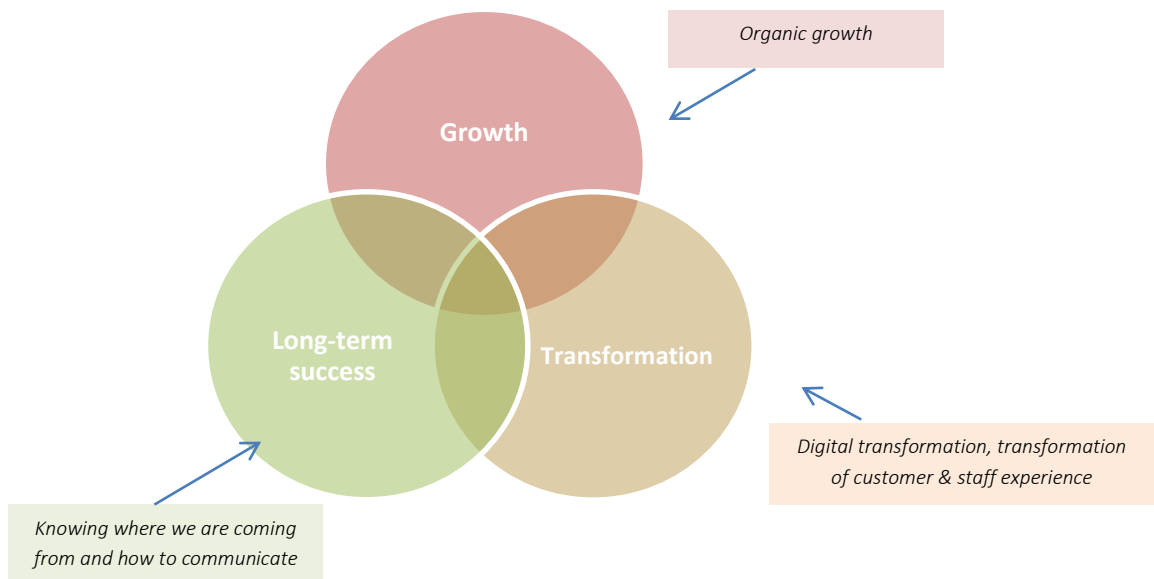 Organic growth
Growth
Long-term
success
Transformation
Digital transformation, transformation
of customer & staff experience
Knowing where we are coming
from and how to communicate